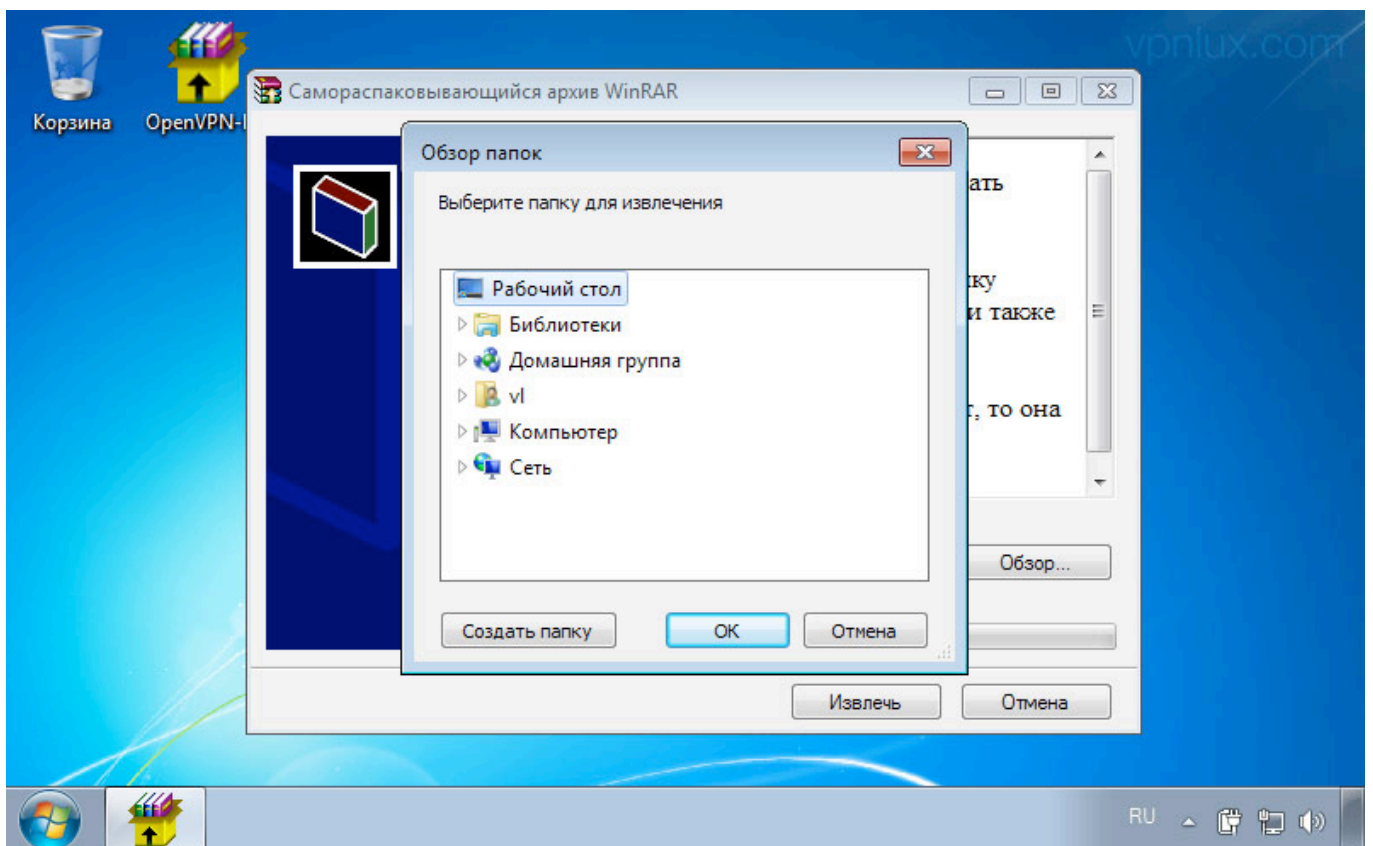 vpnlux.com
Корзина
OpenVPN-
Самораспаковывающийся архив WinRAR
Обзор папок
Выберите папку для извлечения
Рабочий стол
Библиотеки
Домашняя группа
vl
Компьютер
Сеть
ать
ку
и также
, то она
Обзор...
Создать папку
ОК
Отмена
Извлечь
Отмена
RU